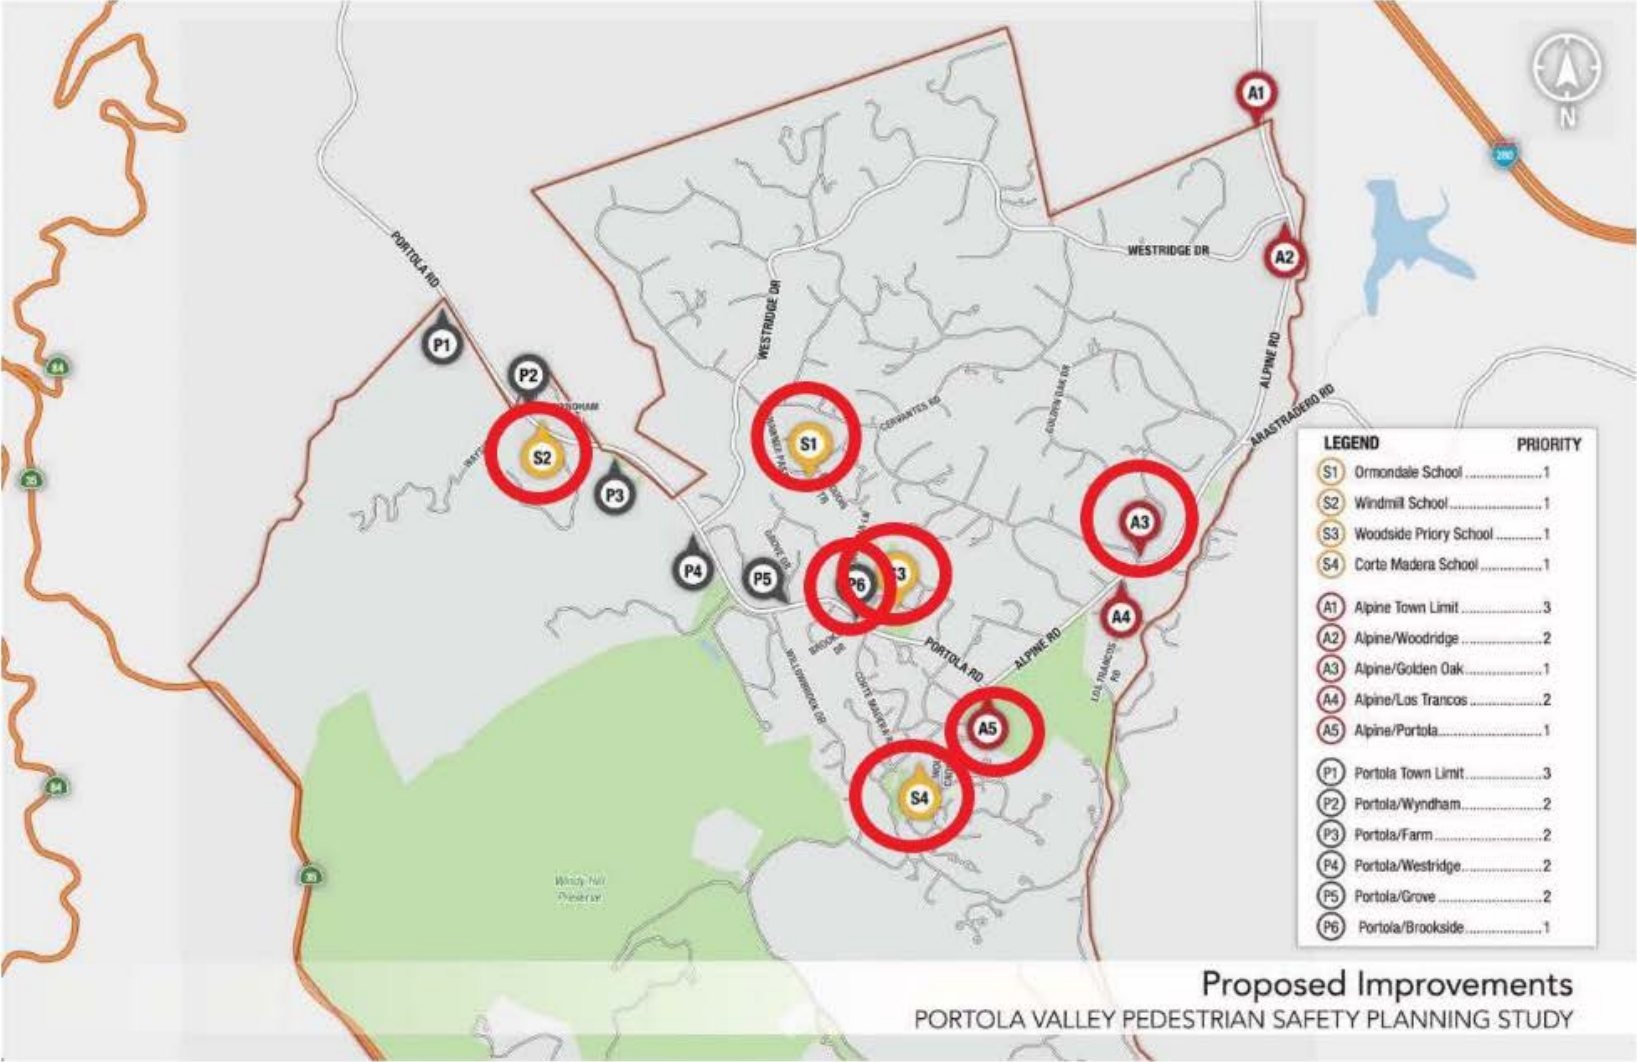 A1
N
280
PORTOLA RD
WESTRIDGE DR
A2
WESTRIDGE DR
P1
ALPINE RD
84
P2
GOLDEN OAK DR
ARASTRADERO RD
CERVANTES RD
S1
S2
35
P3
A3
GROVE DR
P4
P5
P6
A4
PORTOLA RD
ALPINE RD
LOS TRANCOS
RD
WILLOWBROOK DR
A5
84
S4
35
Windy Hill
Preserve
LEGEND PRIORITY
S1 Ormondale School 1
S2 Windmill School 1
S3 Woodside Priory School 1
S4 Corte Madera School 1
A1 Alpine Town Limit 3
A2 Alpine/Woodridge 2
A3 Alpine/Golden Oak 1
A4 Alpine/Los Trancos 2
A5 Alpine/Portola 1
P1 Portola Town Limit 3
P2 Portola/Wyndham 2
P3 Portola/Farm 2
P4 Portola/Westridge 2
P5 Portola/Grove 2
P6 Portola/Brookside 1
Proposed Improvements
PORTOLA VALLEY PEDESTRIAN SAFETY PLANNING STUDY